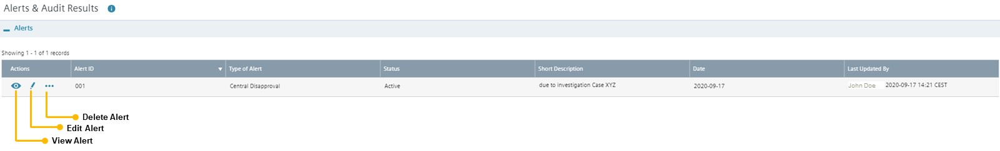 Alerts & Audit Results
Alerts
Showing 1 - 1 of 1 records
Actions Alert ID Type of Alert Status Short Description Date Last Updated By
001 Central Disapproval Active due to investigation Case XYZ 2020-09-17 John Doe 2020-09-17 14:21 CEST
Delete Alert
Edit Alert
View Alert